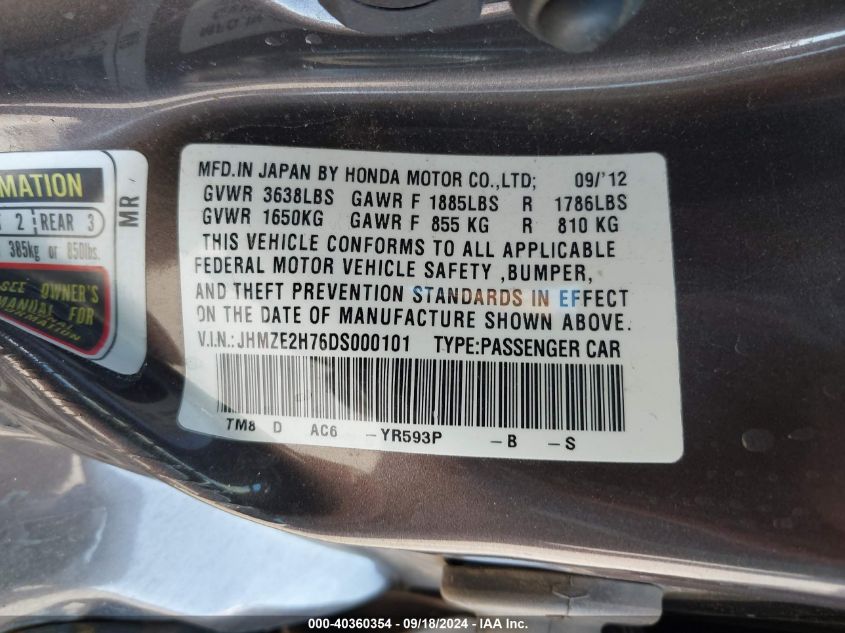 MATION
2 REAR 3
385kg or 850lbs.
SEE OWNER'S
MANUAL FOR
MR
MFD.IN JAPAN BY HONDA MOTOR CO.,LTD; 09/'12
GVWR 3638LBS GAWR F 1885LBS R 1786LBS
GVWR 1650KG GAWR F 855 KG R 810 KG
THIS VEHICLE CONFORMS TO ALL APPLICABLE
FEDERAL MOTOR VEHICLE SAFETY ,BUMPER,
AND THEFT PREVENTION STANDARDS IN EFFECT
ON THE DATE OF MANUFACTURE SHOWN ABOVE.
V.I.N.:JHMZE2H76DS000101 TYPE:PASSENGER CAR
TM8 D AC6 -YR593P -B -S
000-40360354 - 09/18/2024 - IAA Inc.